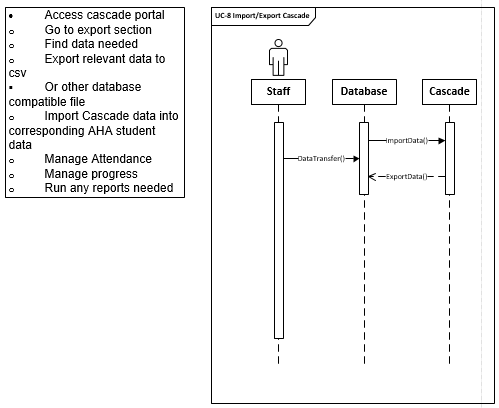 • Access cascade portal
o Go to export section
o Find data needed
o Export relevant data to
csv
▪ Or other database
compatible file
o Import Cascade data into
corresponding AHA student
data
o Manage Attendance
o Manage progress
o Run any reports needed
UC-8 Import/Export Cascade
Staff
Database
Cascade
ImportData()
DataTransfer()
ExportData()